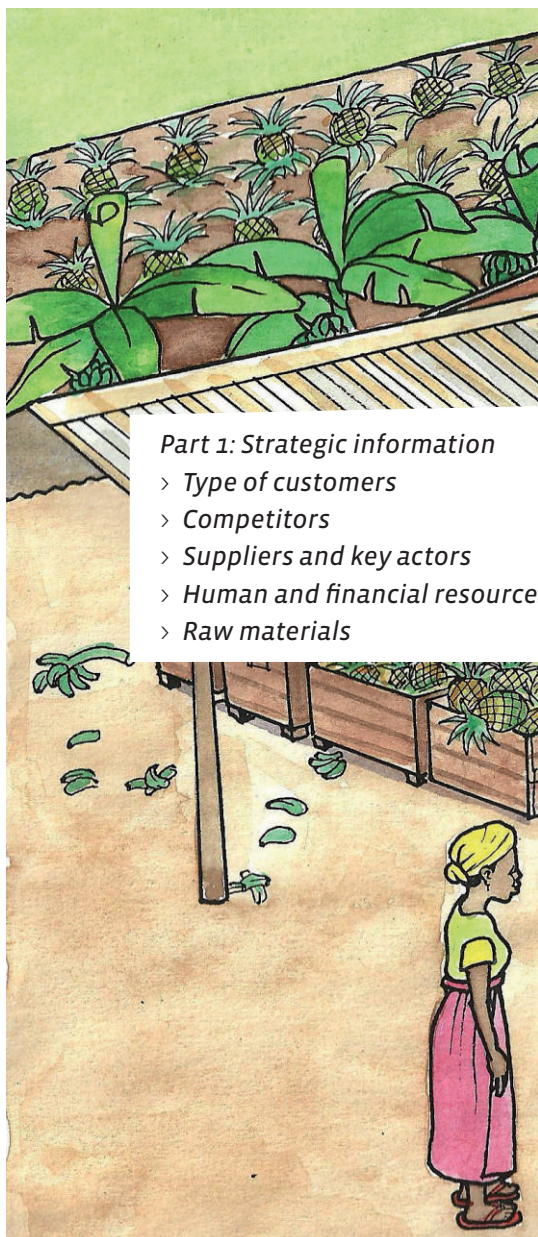 Part 1: Strategic information
› Type of customers
› Competitors
› Suppliers and key actors
› Human and financial resource
› Raw materials